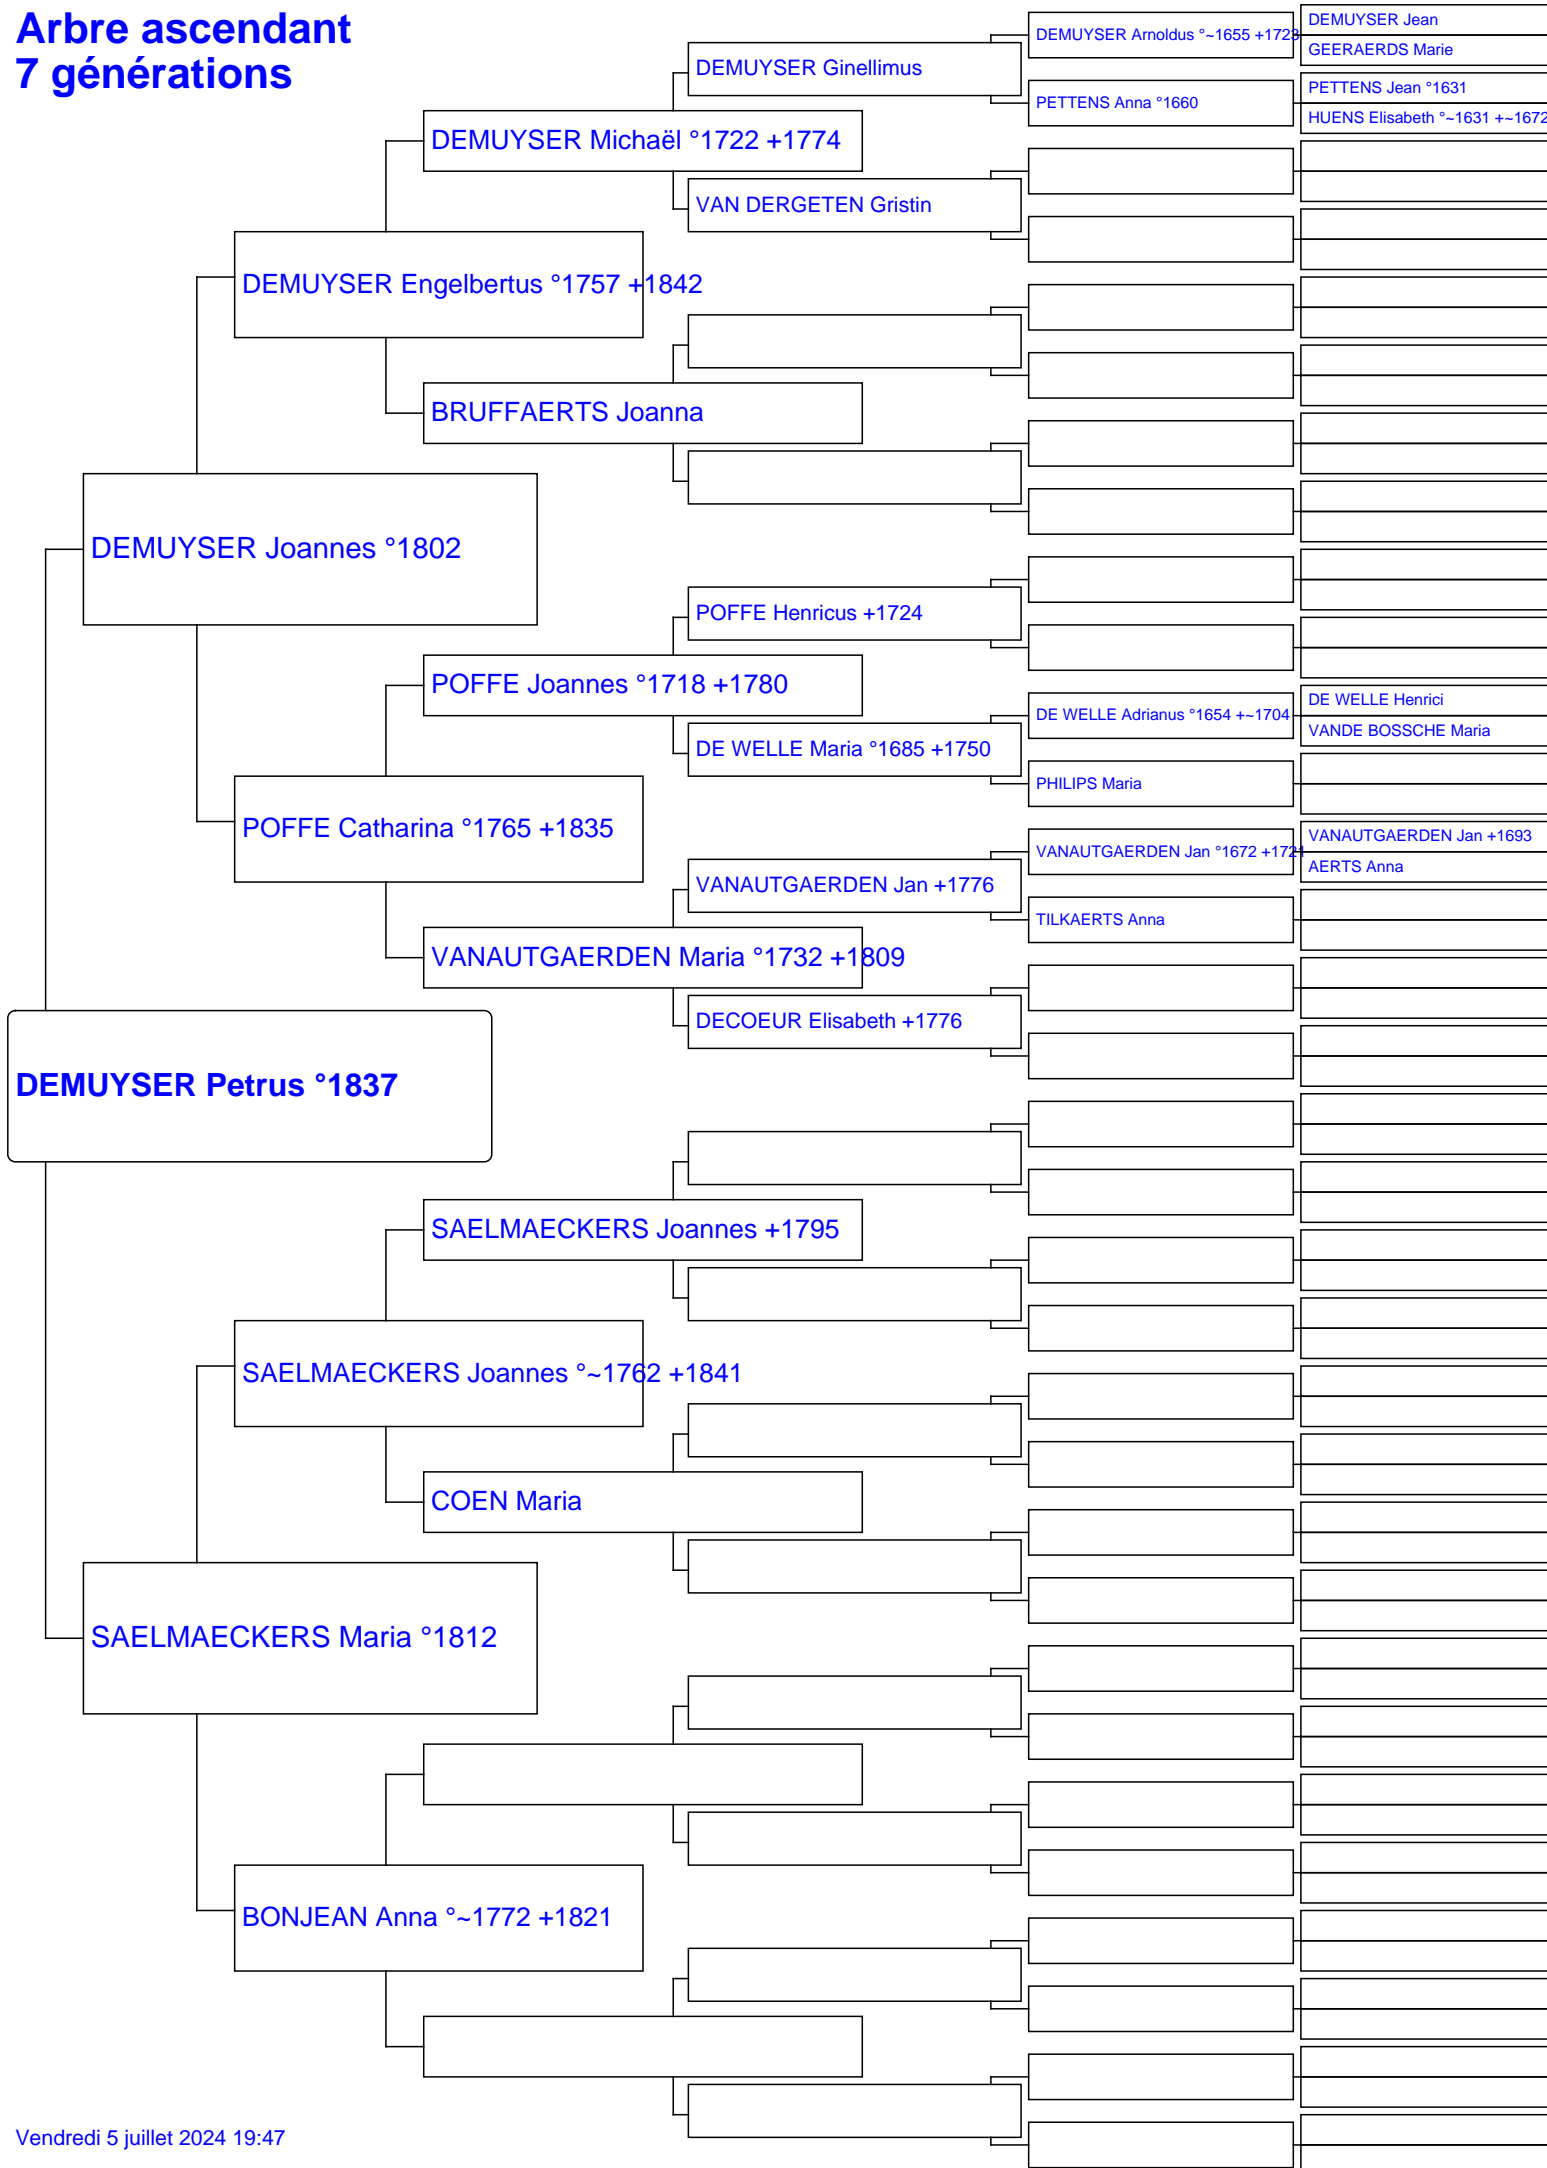 Arbre ascendant
7 générations
DEMUYSER Arnoldus °~1655 +1723
DEMUYSER Jean
GEERAERDS Marie
DEMUYSER Ginellimus
PETTENS Anna °1660
PETTENS Jean °1631
HUENS Elisabeth °~1631 +~1672
DEMUYSER Michaël °1722 +1774
VAN DERGETEN Gristin
DEMUYSER Engelbertus °1757 +1842
BRUFFAERTS Joanna
DEMUYSER Joannes °1802
POFFE Henricus +1724
POFFE Joannes °1718 +1780
DE WELLE Adrianus °1654 +~1704
DE WELLE Henrici
VANDE BOSSCHE Maria
DE WELLE Maria °1685 +1750
PHILIPS Maria
POFFE Catharina °1765 +1835
VANAUTGAERDEN Jan °1672 +1721
VANAUTGAERDEN Jan +1693
AERTS Anna
VANAUTGAERDEN Jan +1776
TILKAERTS Anna
VANAUTGAERDEN Maria °1732 +1809
DECOEUR Elisabeth +1776
DEMUYSER Petrus °1837
SAELMAECKERS Joannes +1795
SAELMAECKERS Joannes °~1762 +1841
COEN Maria
SAELMAECKERS Maria °1812
BONJEAN Anna °~1772 +1821
Vendredi 5 juillet 2024 19:47